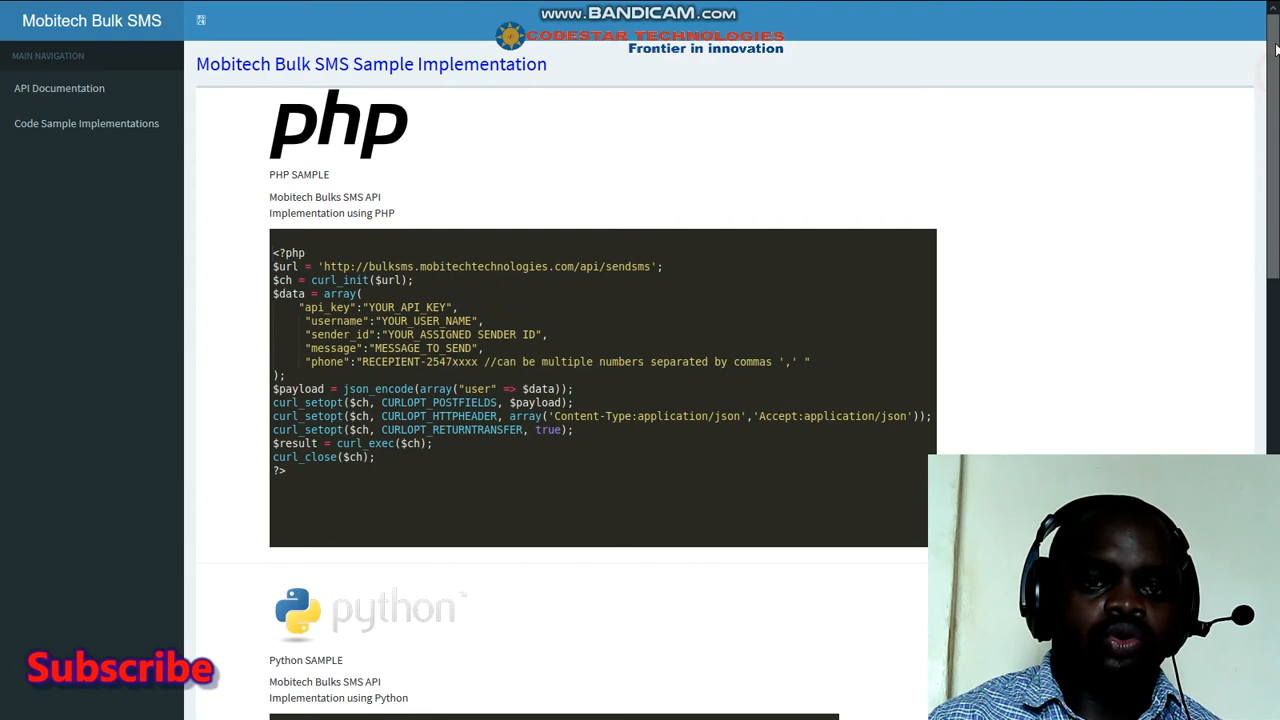 Mobitech Bulk SMS
www.BANDICAM.com
CODESTAR TECHNOLOGIES
Frontier in innovation
MAIN NAVIGATION
API Documentation
Code Sample Implementations
Mobitech Bulk SMS Sample Implementation
php
PHP SAMPLE
Mobitech Bulks SMS API
Implementation using PHP
<?php
$url = 'http://bulksms.mobitechtechnologies.com/api/sendsms';
$ch = curl_init($url);
$data = array(
"api_key":"YOUR_API_KEY",
"username":"YOUR_USER_NAME",
"sender_id":"YOUR_ASSIGNED SENDER ID",
"message":"MESSAGE_TO_SEND",
"phone":"RECEPIENT-2547xxxx //can be multiple numbers separated by commas ',' "
);
$payload = json_encode(array("user" => $data));
curl_setopt($ch, CURLOPT_POSTFIELDS, $payload);
curl_setopt($ch, CURLOPT_HTTPHEADER, array('Content-Type:application/json','Accept:application/json'));
curl_setopt($ch, CURLOPT_RETURNTRANSFER, true);
$result = curl_exec($ch);
curl_close($ch);
?>
python™
Python SAMPLE
Mobitech Bulks SMS API
Implementation using Python
Subscribe